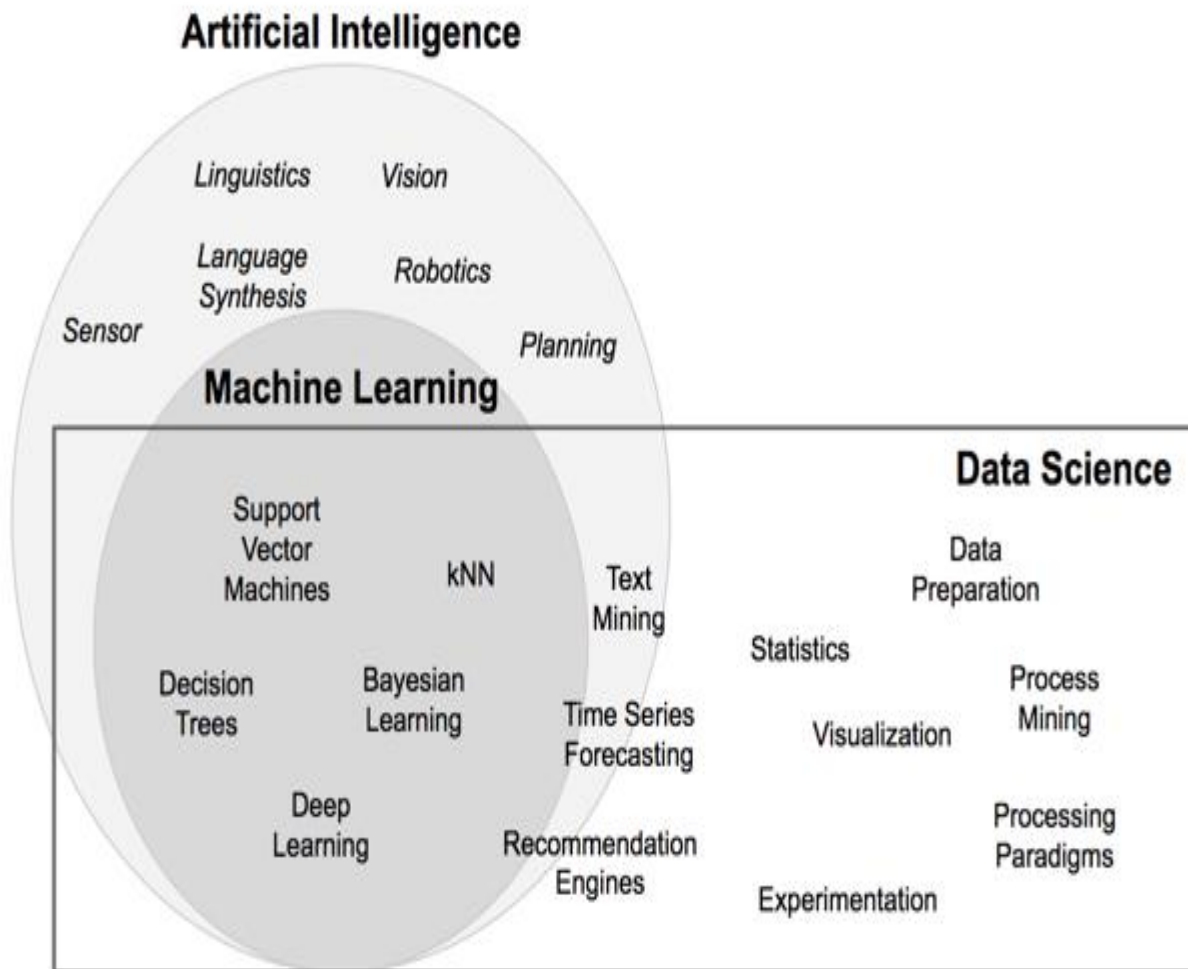 Artificial Intelligence
Linguistics
Vision
Language
Synthesis
Robotics
Sensor
Planning
Machine Learning
Data Science
Support
Vector
Machines
kNN
Text
Mining
Data
Preparation
Statistics
Decision
Trees
Bayesian
Learning
Time Series
Forecasting
Visualization
Process
Mining
Deep
Learning
Recommendation
Engines
Experimentation
Processing
Paradigms